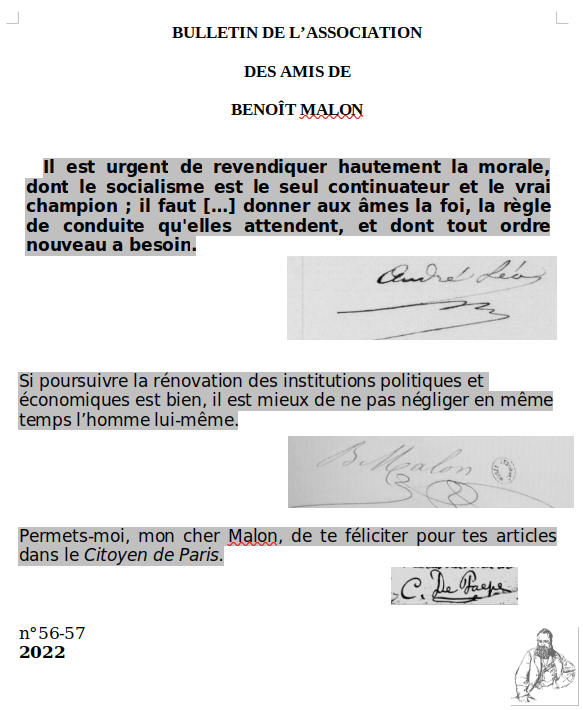 BULLETIN DE L’ASSOCIATION
DES AMIS DE
BENOÎT MALON
Il est urgent de revendiquer hautement la morale,
dont le socialisme est le seul continuateur et le vrai
champion ; il faut [...] donner aux âmes la foi, la règle
de conduite qu'elles attendent, et dont tout ordre
nouveau a besoin.
André Léo
Si poursuivre la rénovation des institutions politiques et
économiques est bien, il est mieux de ne pas négliger en même
temps l’homme lui-même.
B. Malon
Permets-moi, mon cher Malon, de te féliciter pour tes articles
dans le Citoyen de Paris.
C. De Paepe
n°56-57
2022